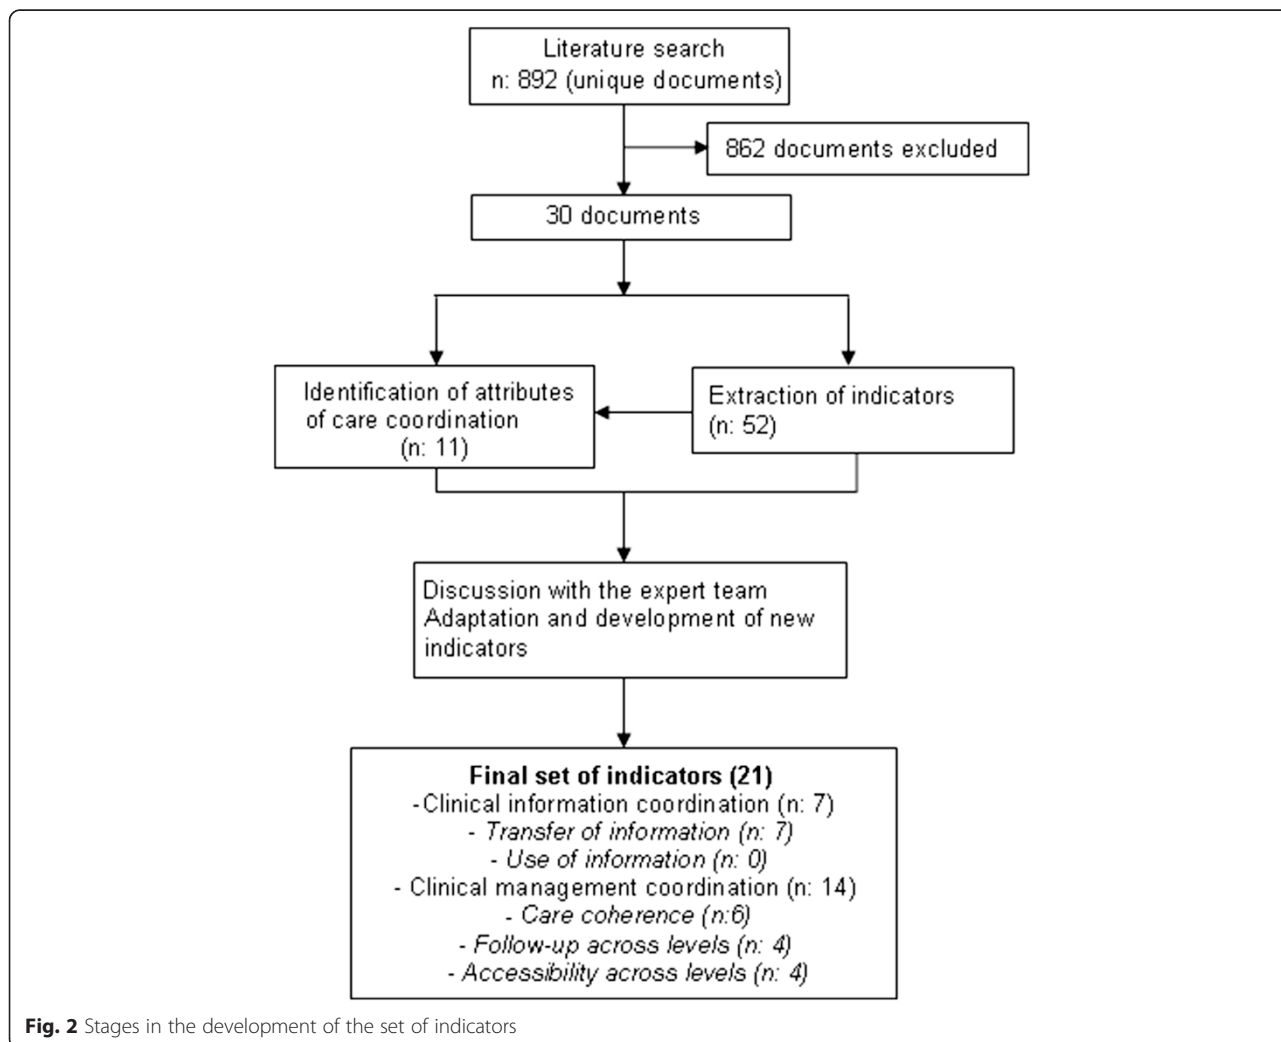 Literature search
n: 892 (unique documents)
862 documents excluded
30 documents
Identification of attributes
of care coordination
(n: 11)
Extraction of indicators
(n: 52)
Discussion with the expert team
Adaptation and development of new
indicators
Final set of indicators (21)
-Clinical information coordination (n: 7)
- Transfer of information (n: 7)
- Use of information (n: 0)
- Clinical management coordination (n: 14)
- Care coherence (n:6)
- Follow-up across levels (n: 4)
- Accessibility across levels (n: 4)
Fig. 2 Stages in the development of the set of indicators